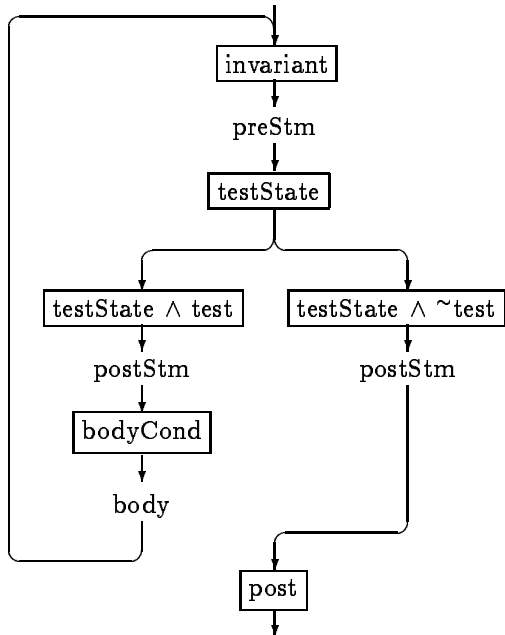 invariant
preStm
testState
testState ∧ test
testState ∧ ~test
postStm
postStm
bodyCond
body
post